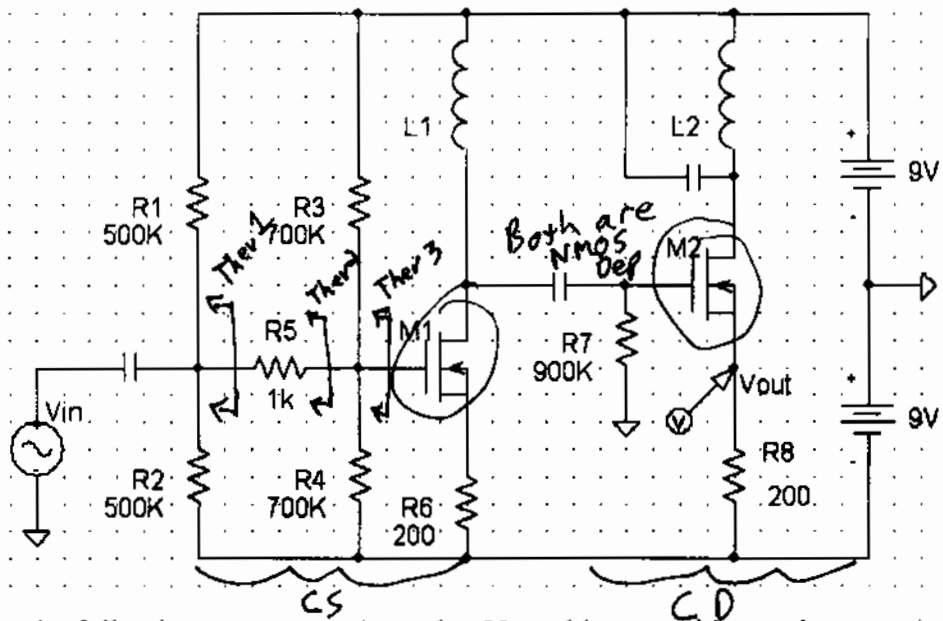 L1
L2
9V
R1
500K
R3
700K
Both are
NMOS
Dep
M2
Thev 1
Thev 2
Thev 3
M1
R5
1k
R7
900K
Vin
Vout
V
9V
R2
500K
R4
700K
R6
200
R8
200
CS
CD